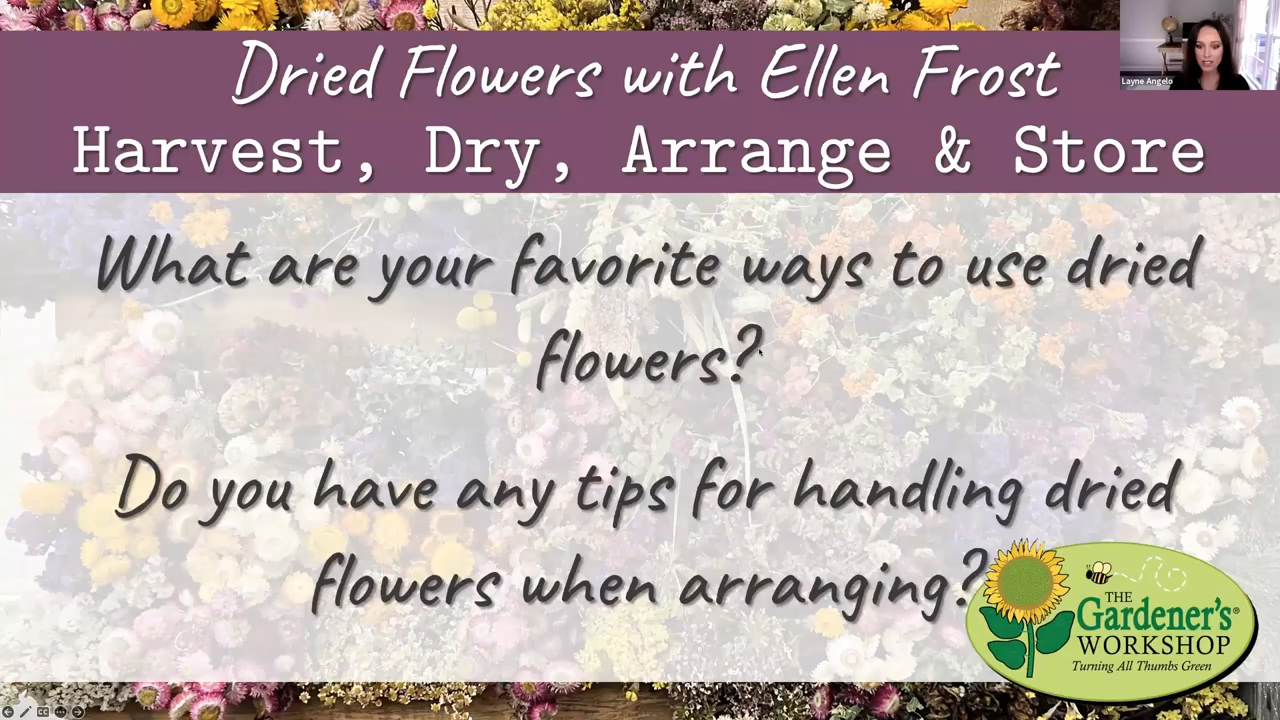 Dried Flowers with Ellen Frost
Layne Angelo
Harvest, Dry, Arrange & Store
What are your favorite ways to use dried
flowers?
Do you have any tips for handling dried
flowers when arranging?
THE
Gardener's®
WORKSHOP
Turning All Thumbs Green
CC